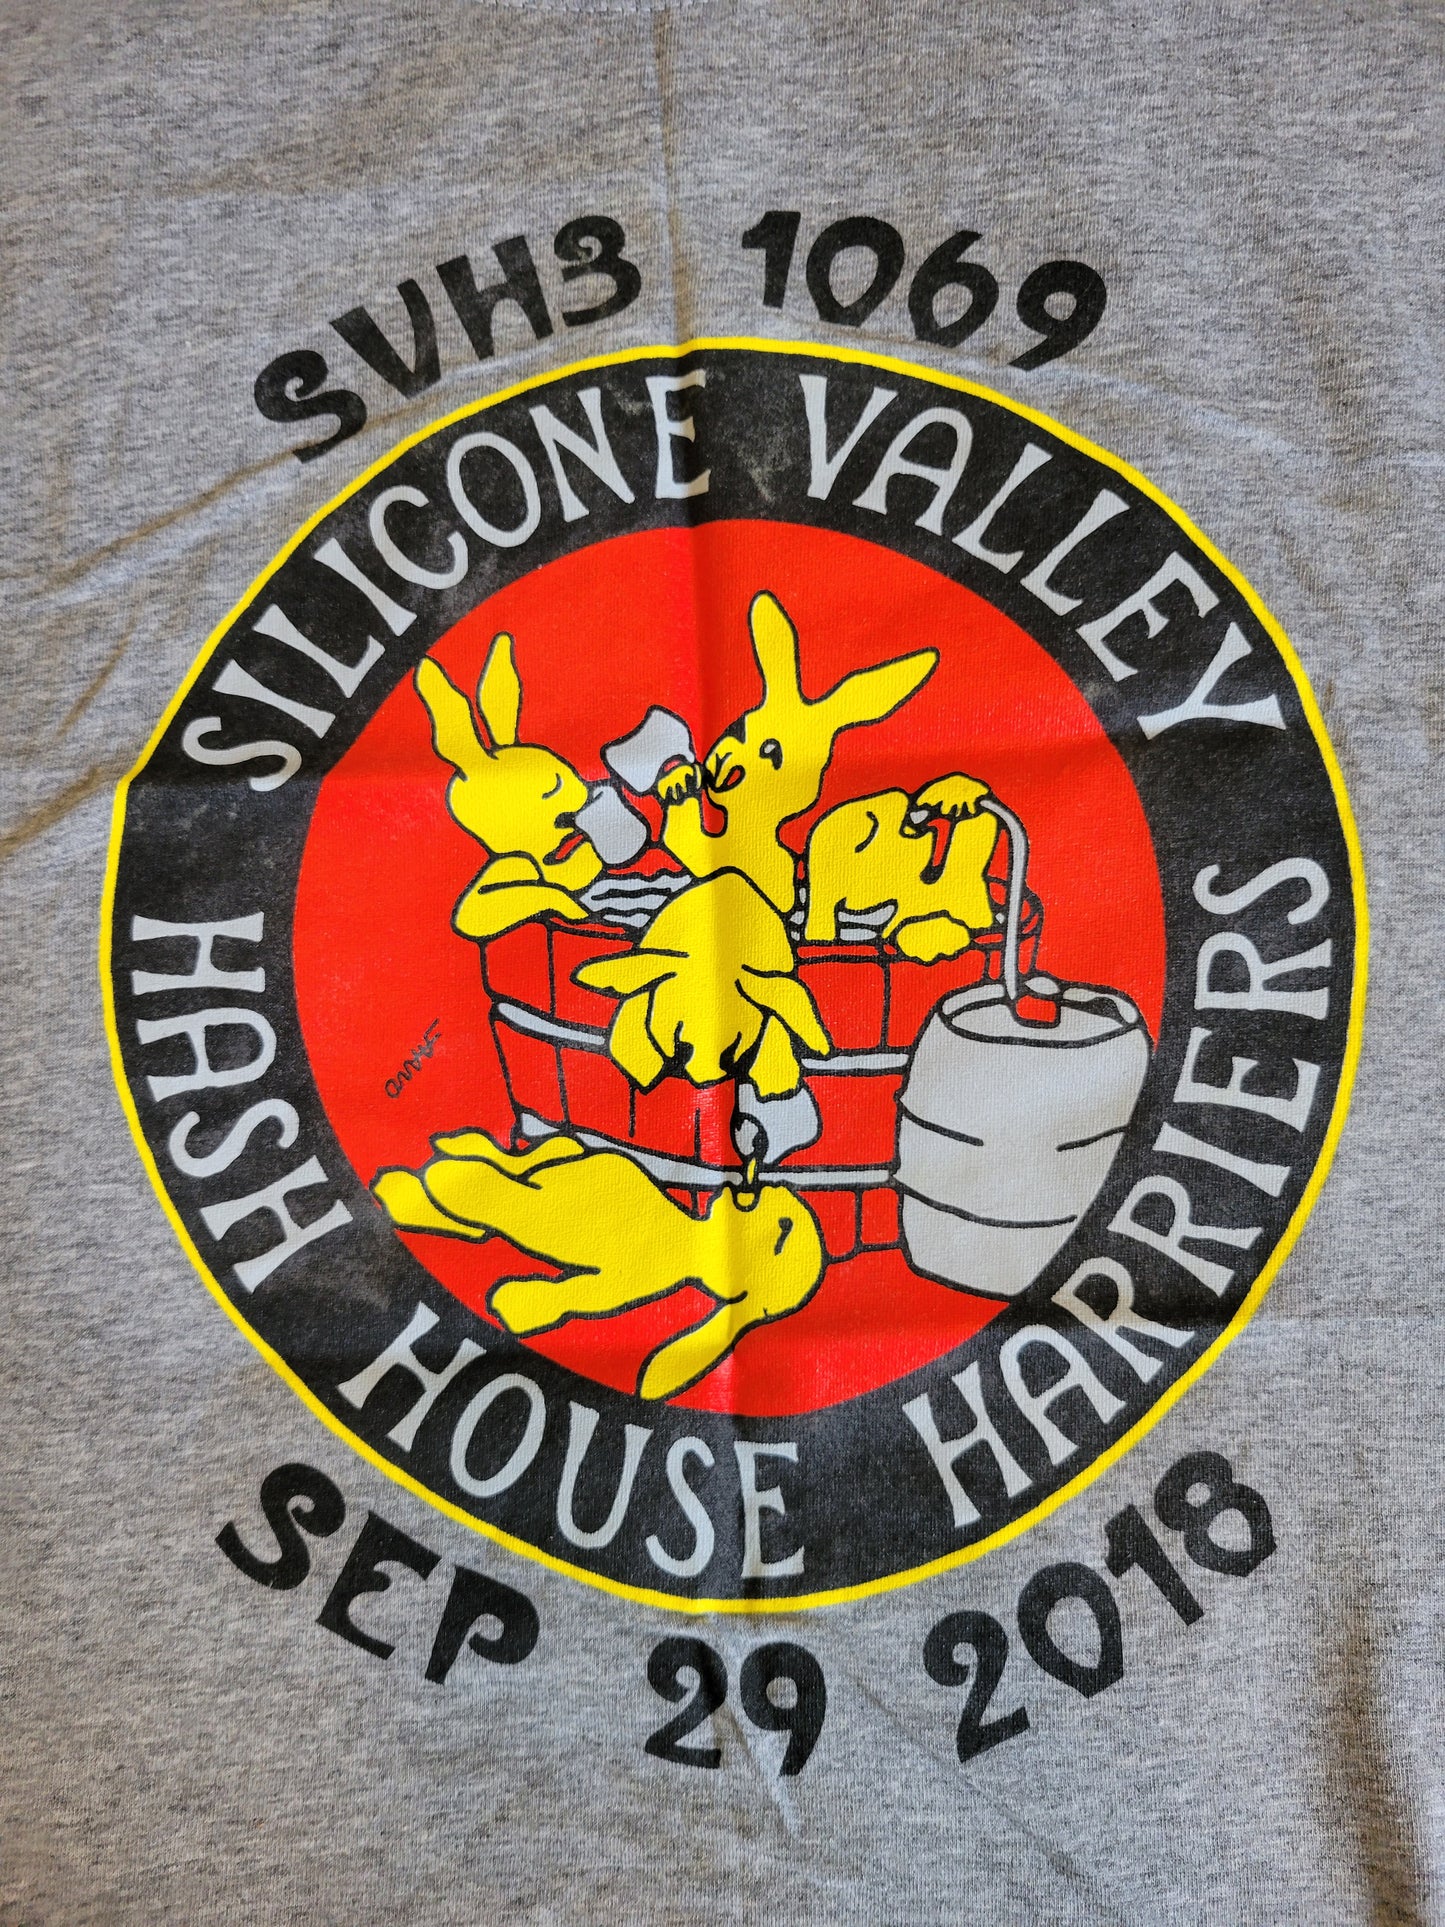 SVH3 1069
SILICONE VALLEY
HASH HOUSE HARRIERS
SEP 29 2018